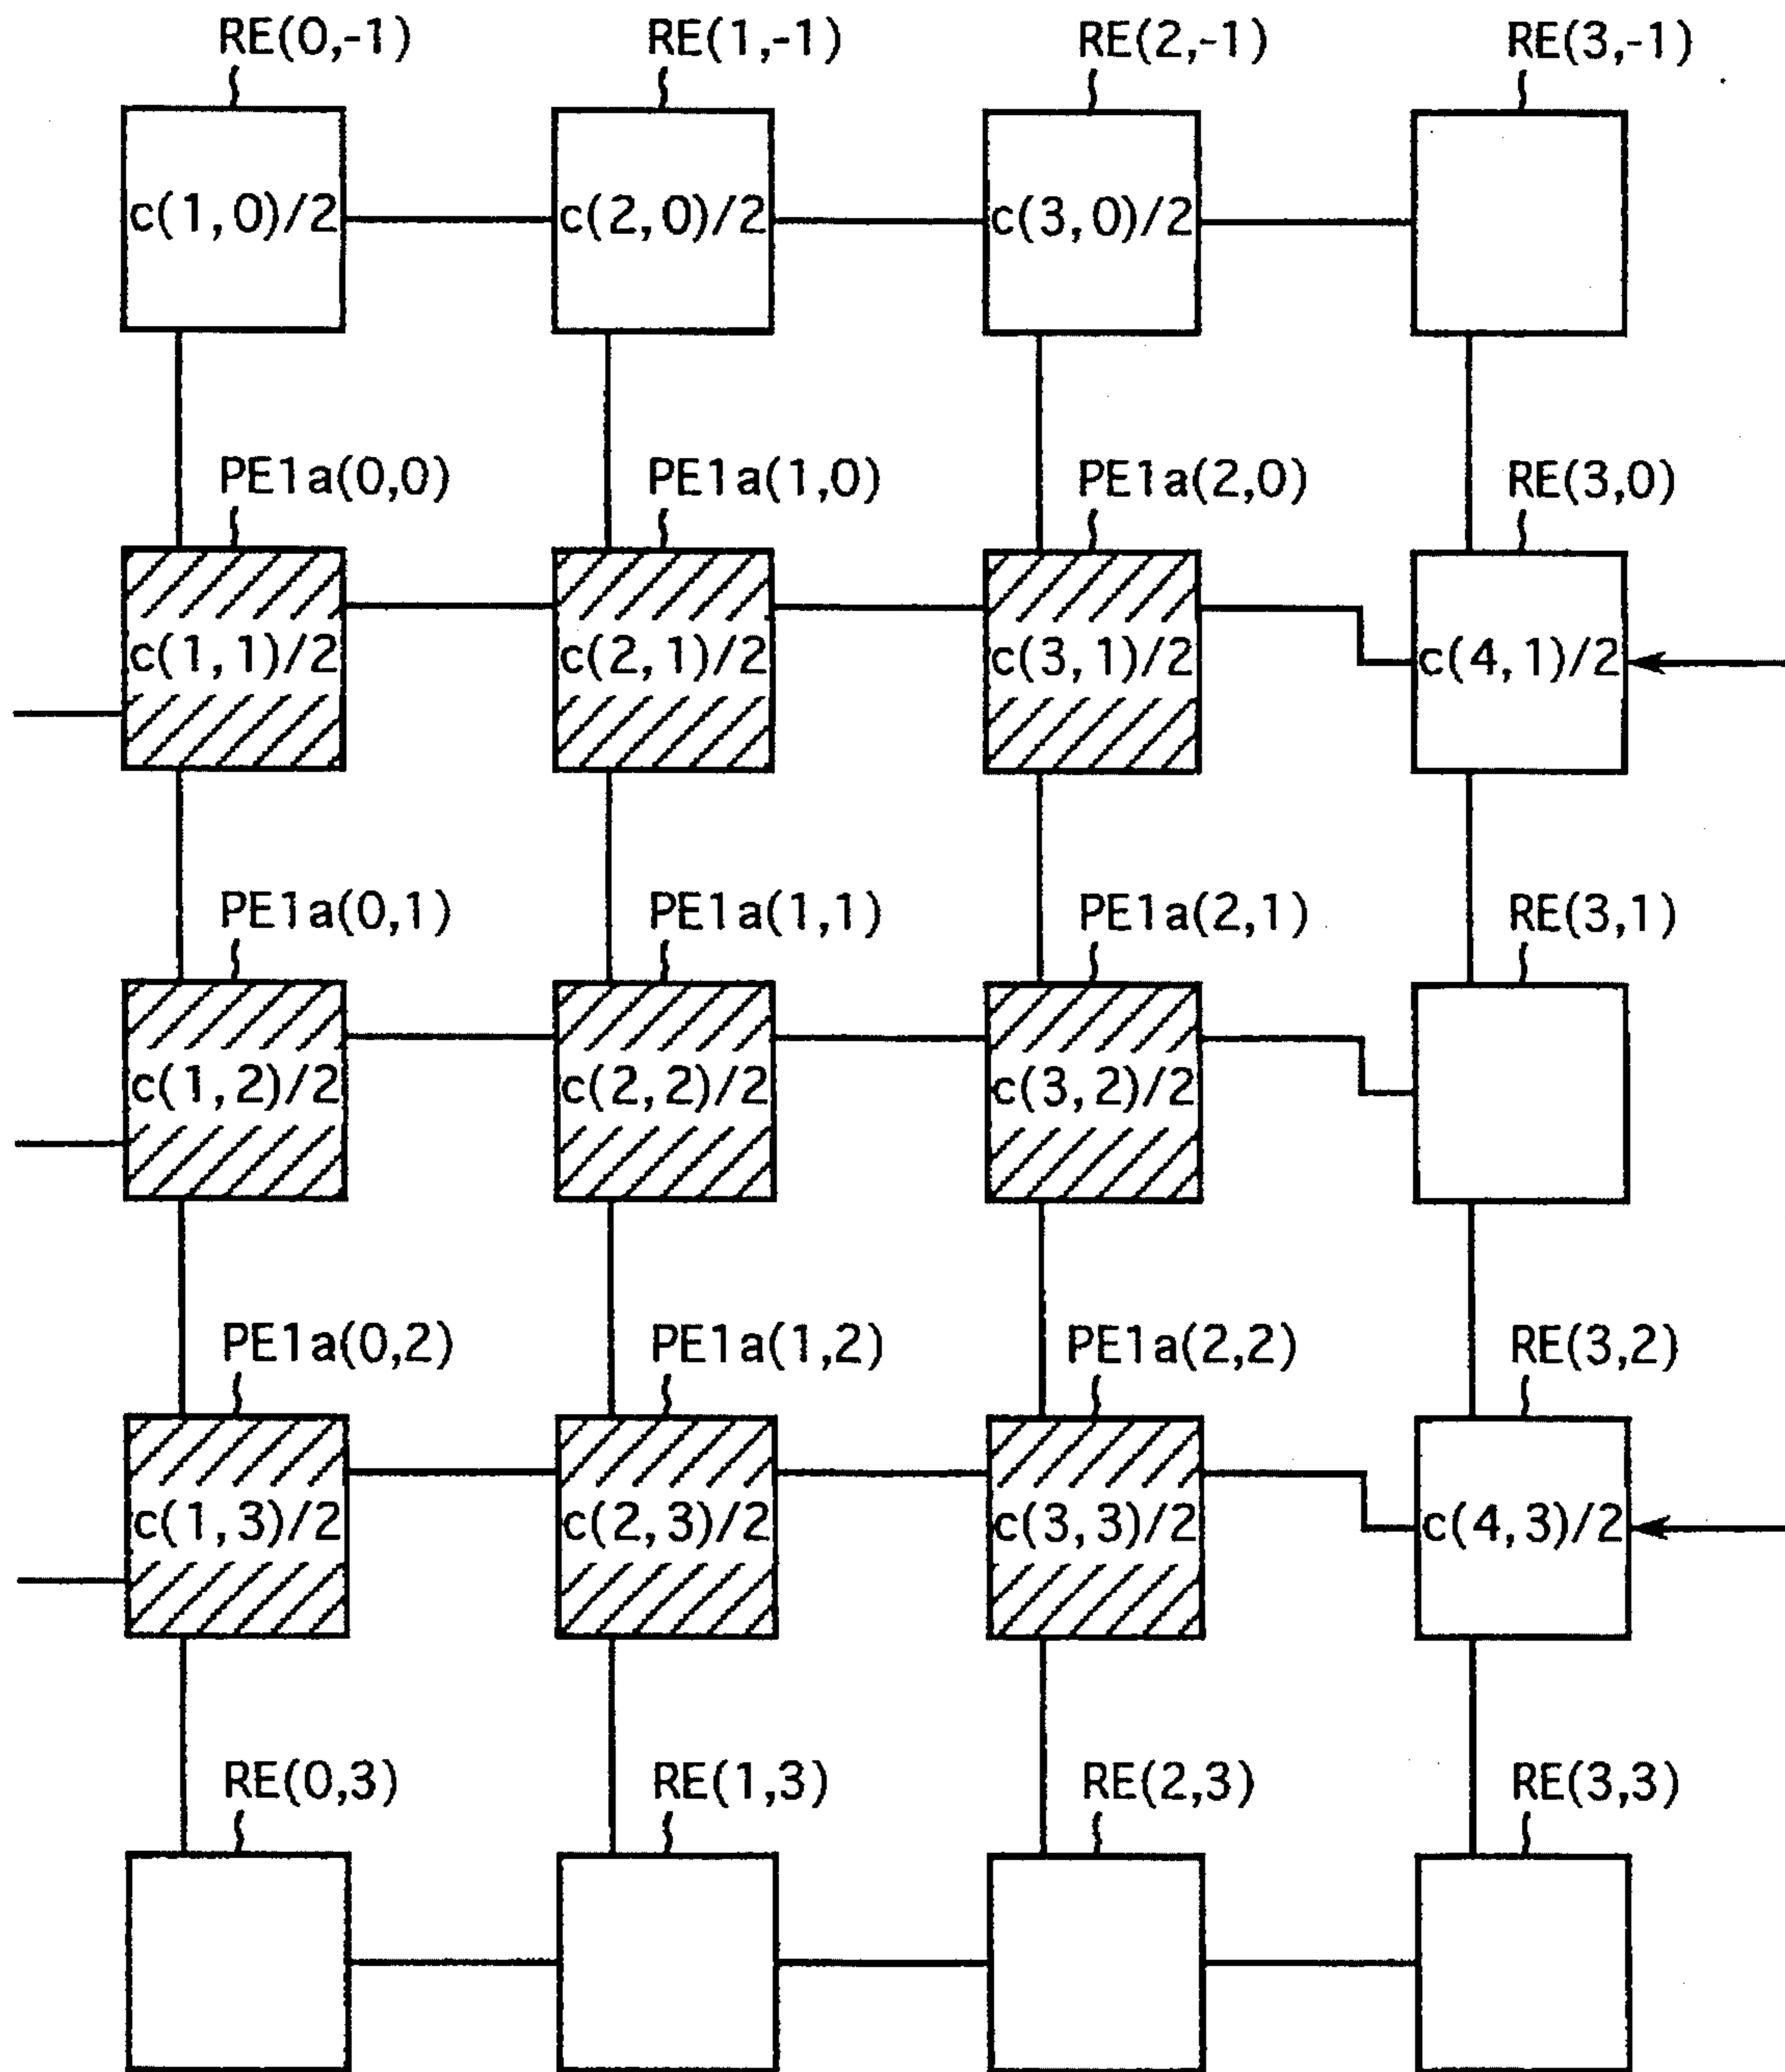 RE(0,-1) RE(1,-1) RE(2,-1) RE(3,-1)
c(1,0)/2 c(2,0)/2 c(3,0)/2
PE1a(0,0) PE1a(1,0) PE1a(2,0) RE(3,0)
c(1,1)/2 c(2,1)/2 c(3,1)/2 c(4,1)/2
PE1a(0,1) PE1a(1,1) PE1a(2,1) RE(3,1)
c(1,2)/2 c(2,2)/2 c(3,2)/2
PE1a(0,2) PE1a(1,2) PE1a(2,2) RE(3,2)
c(1,3)/2 c(2,3)/2 c(3,3)/2 c(4,3)/2
RE(0,3) RE(1,3) RE(2,3) RE(3,3)